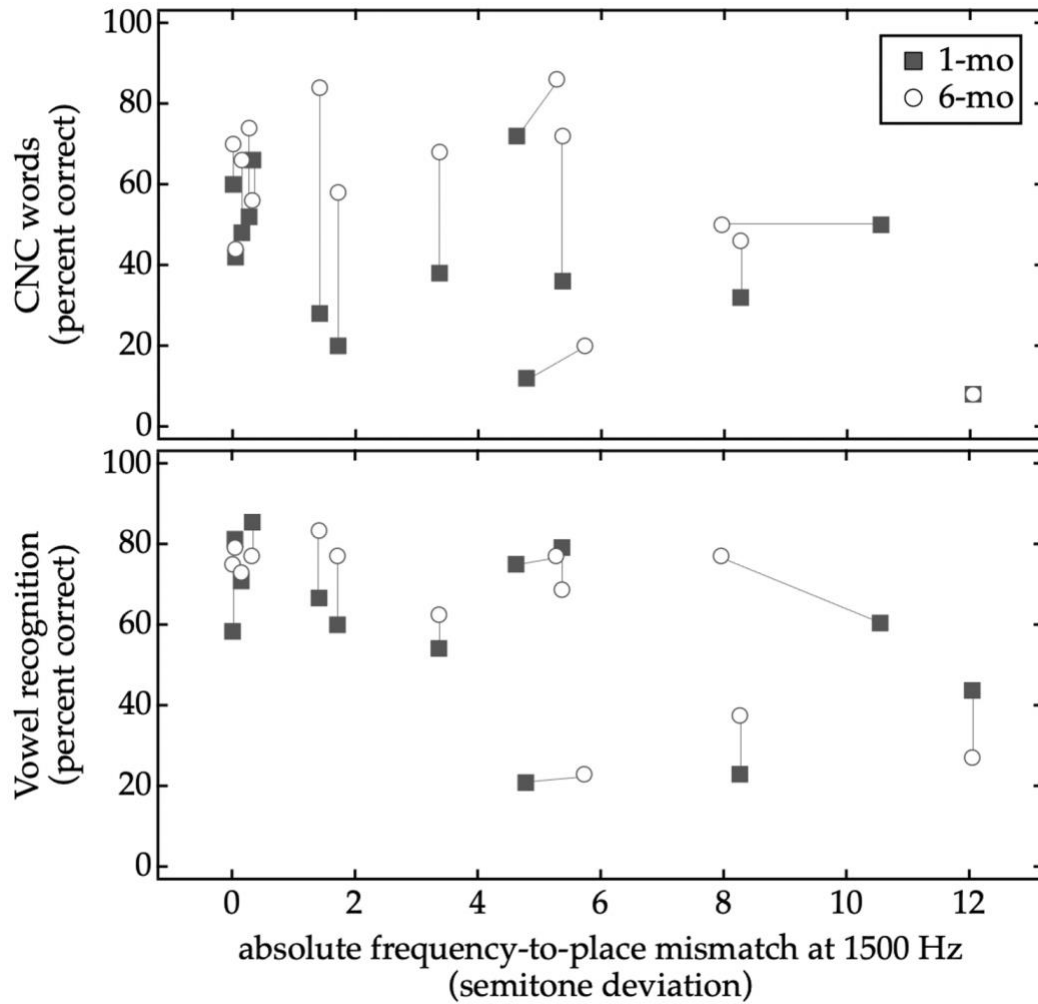 100
80
60
40
20
0
CNC words
(percent correct)
1-mo
6-mo
100
80
60
40
20
0
Vowel recognition
(percent correct)
0 2 4 6 8 10 12
absolute frequency-to-place mismatch at 1500 Hz
(semitone deviation)